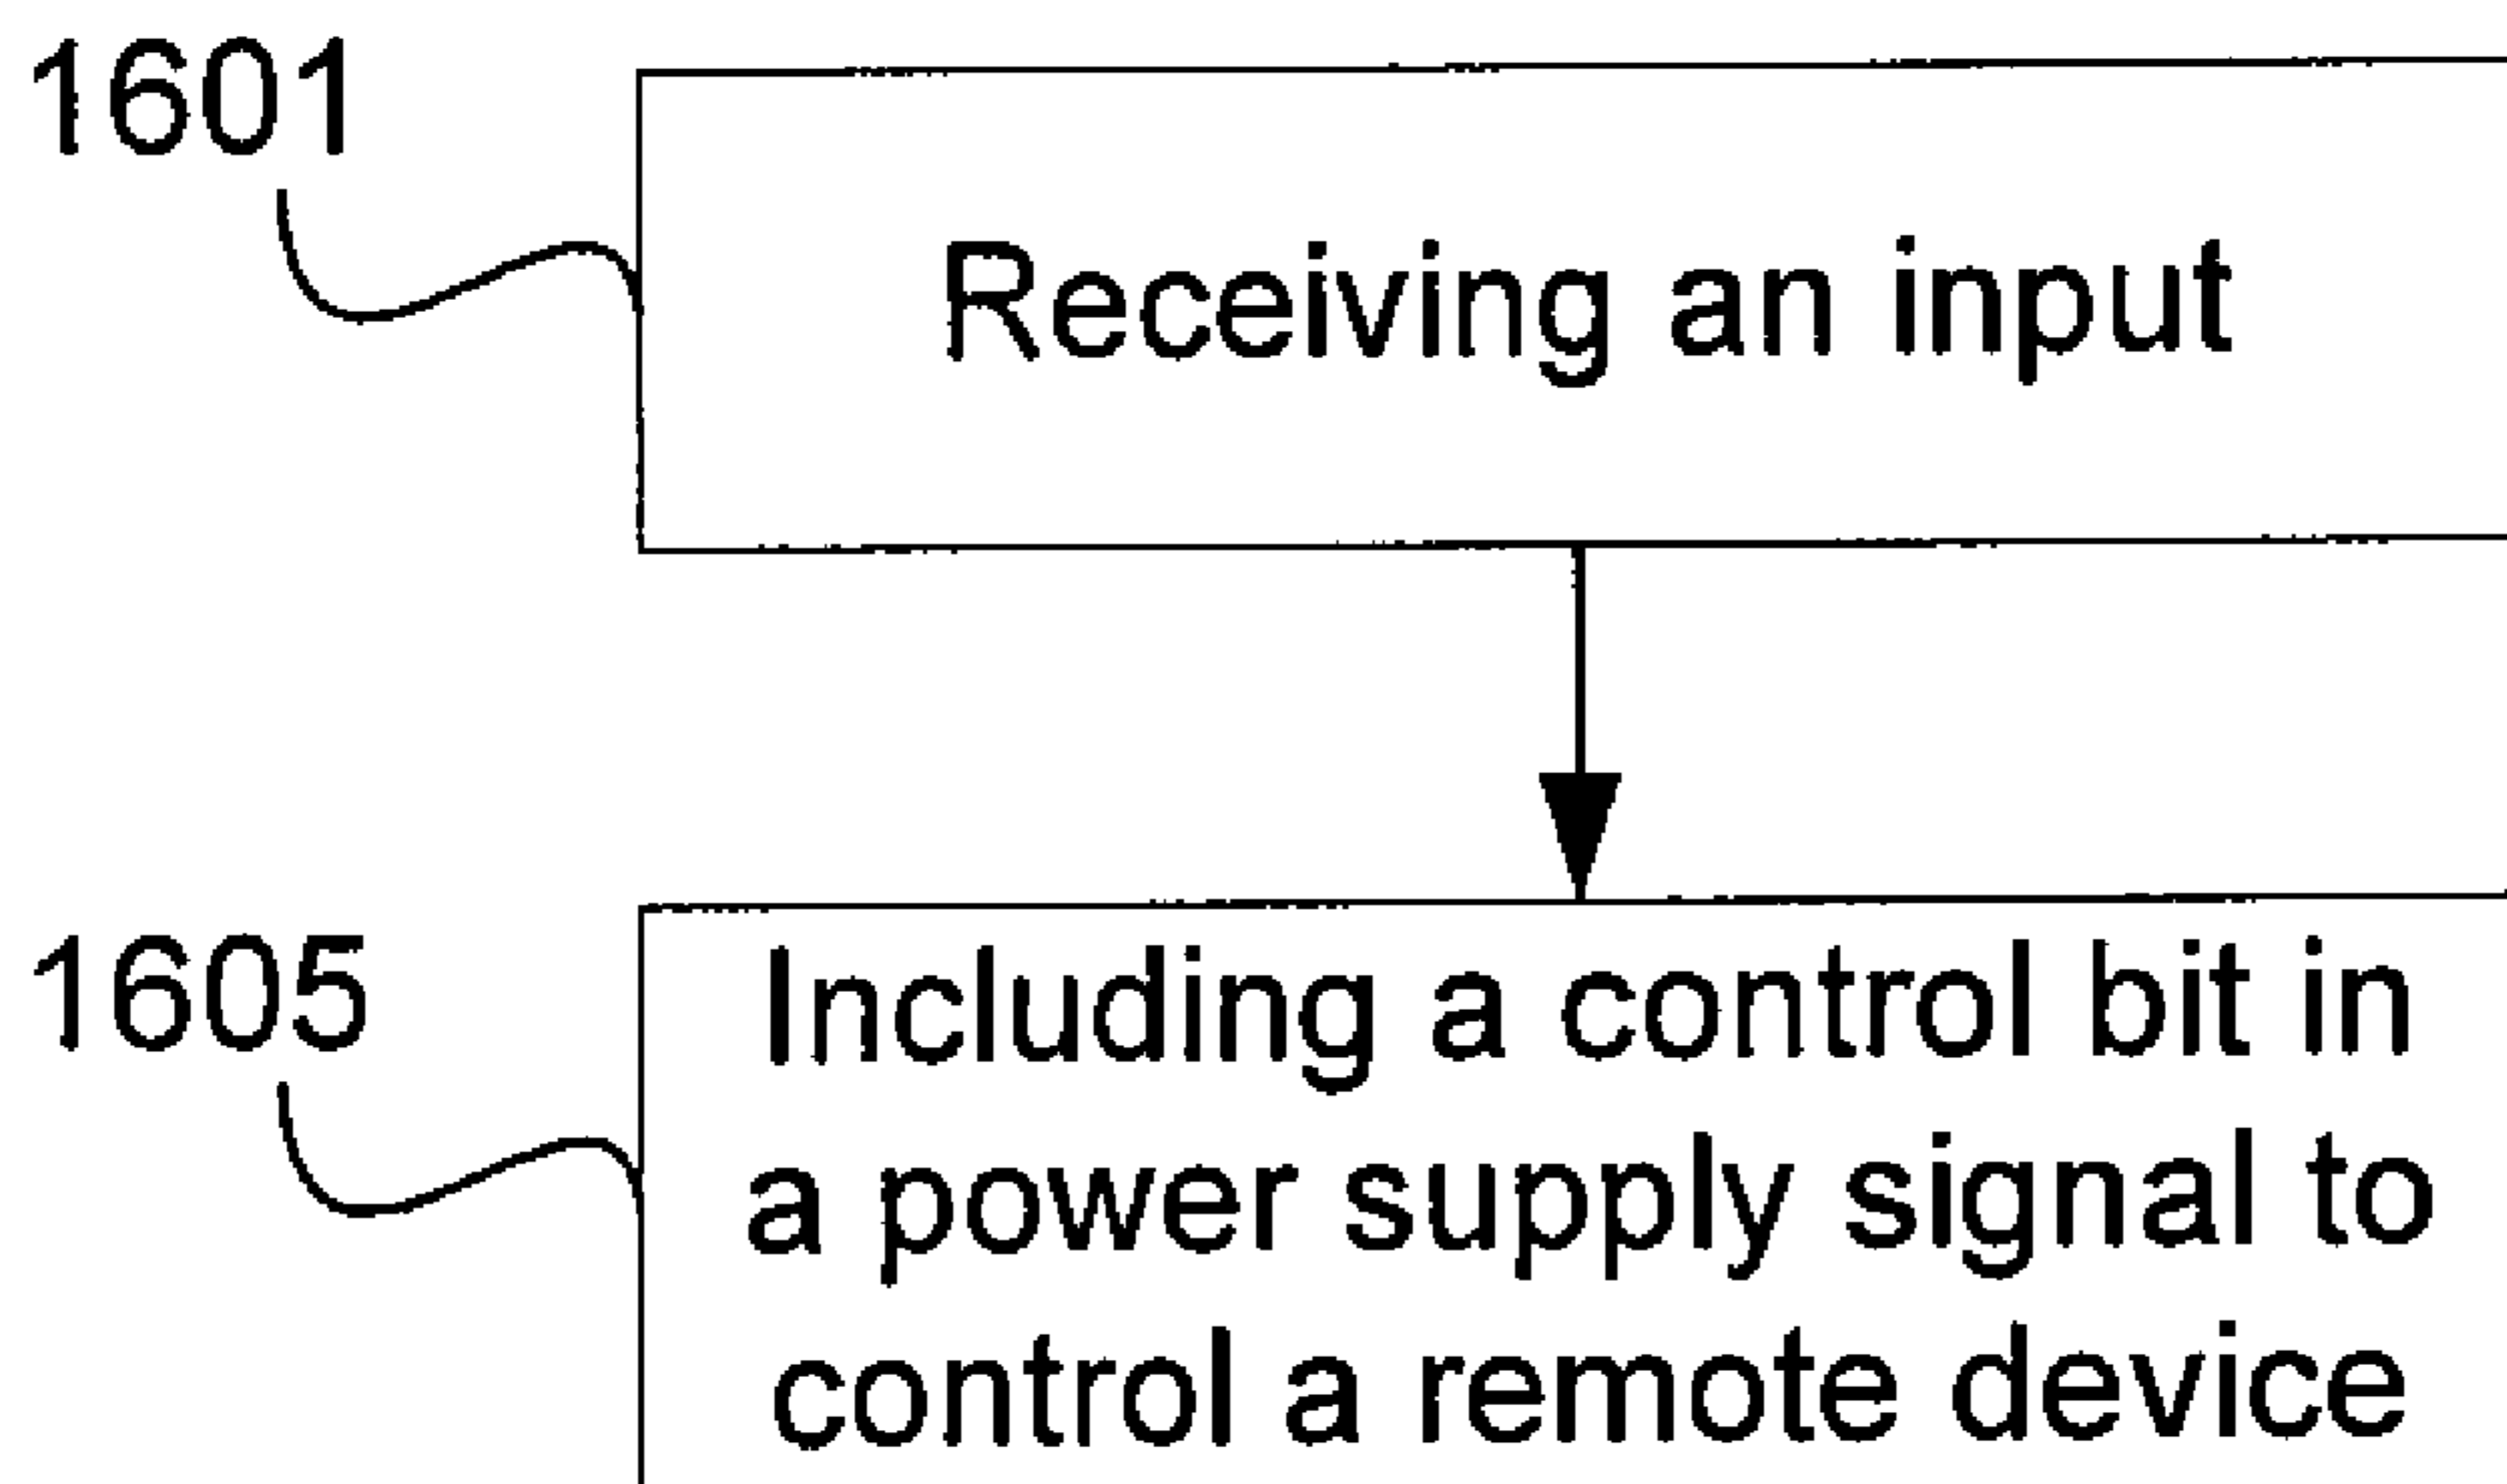 1601
Receiving an input
1605
Including a control bit in
a power supply signal to
control a remote device